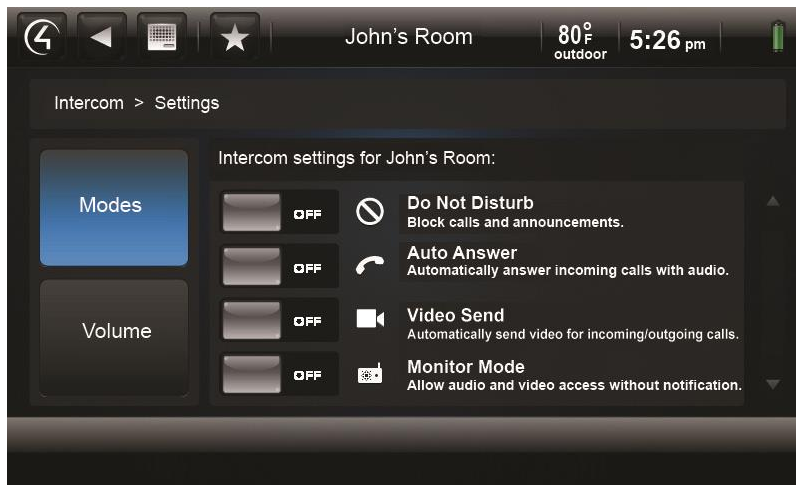 4
John's Room
80°F
outdoor
5:26 pm
Intercom > Settings
Modes
Volume
Intercom settings for John's Room:
OFF
Do Not Disturb
Block calls and announcements.
OFF
Auto Answer
Automatically answer incoming calls with audio.
OFF
Video Send
Automatically send video for incoming/outgoing calls.
OFF
Monitor Mode
Allow audio and video access without notification.